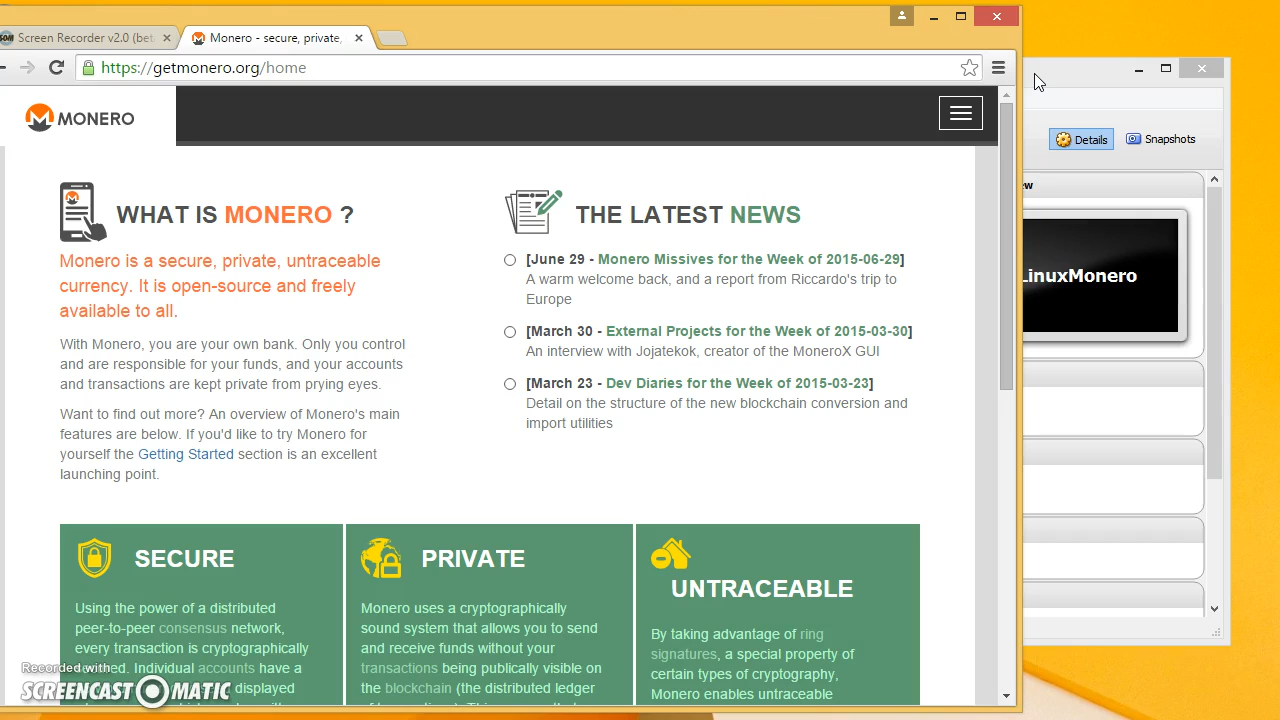 Screen Recorder v2.0 (bet
Monero - secure, private,
https://getmonero.org/home
MONERO
Details
Snapshots
ew
LinuxMonero
WHAT IS MONERO ?
Monero is a secure, private, untraceable
currency. It is open-source and freely
available to all.
With Monero, you are your own bank. Only you control
and are responsible for your funds, and your accounts
and transactions are kept private from prying eyes.
Want to find out more? An overview of Monero's main
features are below. If you'd like to try Monero for
yourself the Getting Started section is an excellent
launching point.
THE LATEST NEWS
[June 29 - Monero Missives for the Week of 2015-06-29]
A warm welcome back, and a report from Riccardo's trip to
Europe
[March 30 - External Projects for the Week of 2015-03-30]
An interview with Jojatekok, creator of the MoneroX GUI
[March 23 - Dev Diaries for the Week of 2015-03-23]
Detail on the structure of the new blockchain conversion and
import utilities
SECURE
Using the power of a distributed
peer-to-peer consensus network,
every transaction is cryptographically
Individual accounts have a
displayed
PRIVATE
Monero uses a cryptographically
sound system that allows you to send
and receive funds without your
transactions being publically visible on
the blockchain (the distributed ledger
UNTRACEABLE
By taking advantage of ring
signatures, a special property of
certain types of cryptography,
Monero enables untraceable
Recorded with
SCREENCAST MATIC